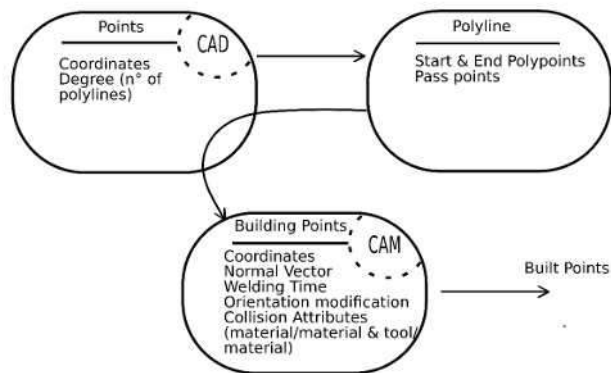 Points
CAD
Coordinates
Degree (n° of
polylines)
Polyline
Start & End Polypoints
Pass points
Building Points
CAM
Coordinates
Normal Vector
Welding Time
Orientation modification
Collision Attributes
(material/material & tool/
material)
Built Points